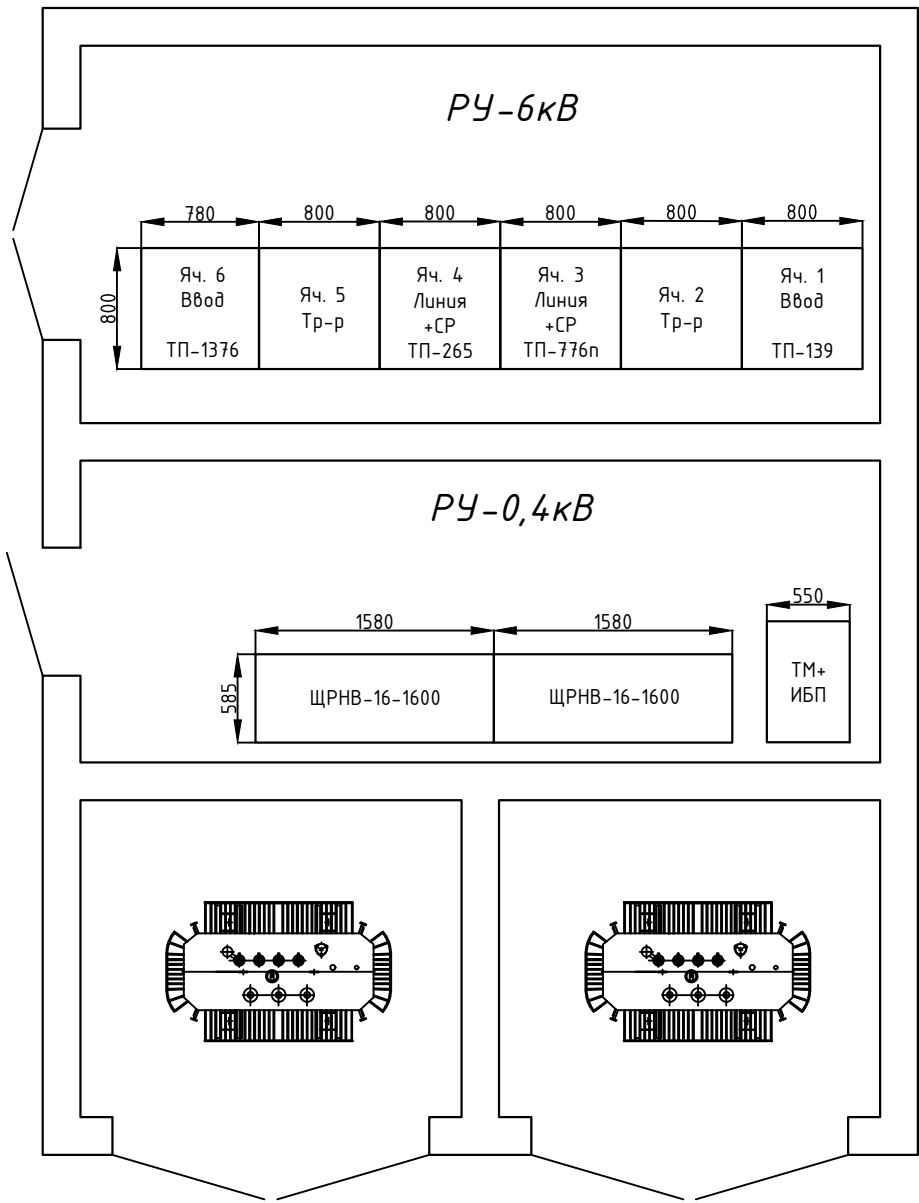 РУ-6кВ
780
800
800
800
800
800
800
Яч. 6
Ввод
ТП-1376
Яч. 5
Тр-р
Яч. 4
Линия
+СР
ТП-265
Яч. 3
Линия
+СР
ТП-776п
Яч. 2
Тр-р
Яч. 1
Ввод
ТП-139
РУ-0,4кВ
1580
1580
550
585
ЩРНВ-16-1600
ЩРНВ-16-1600
ТМ+
ИБП